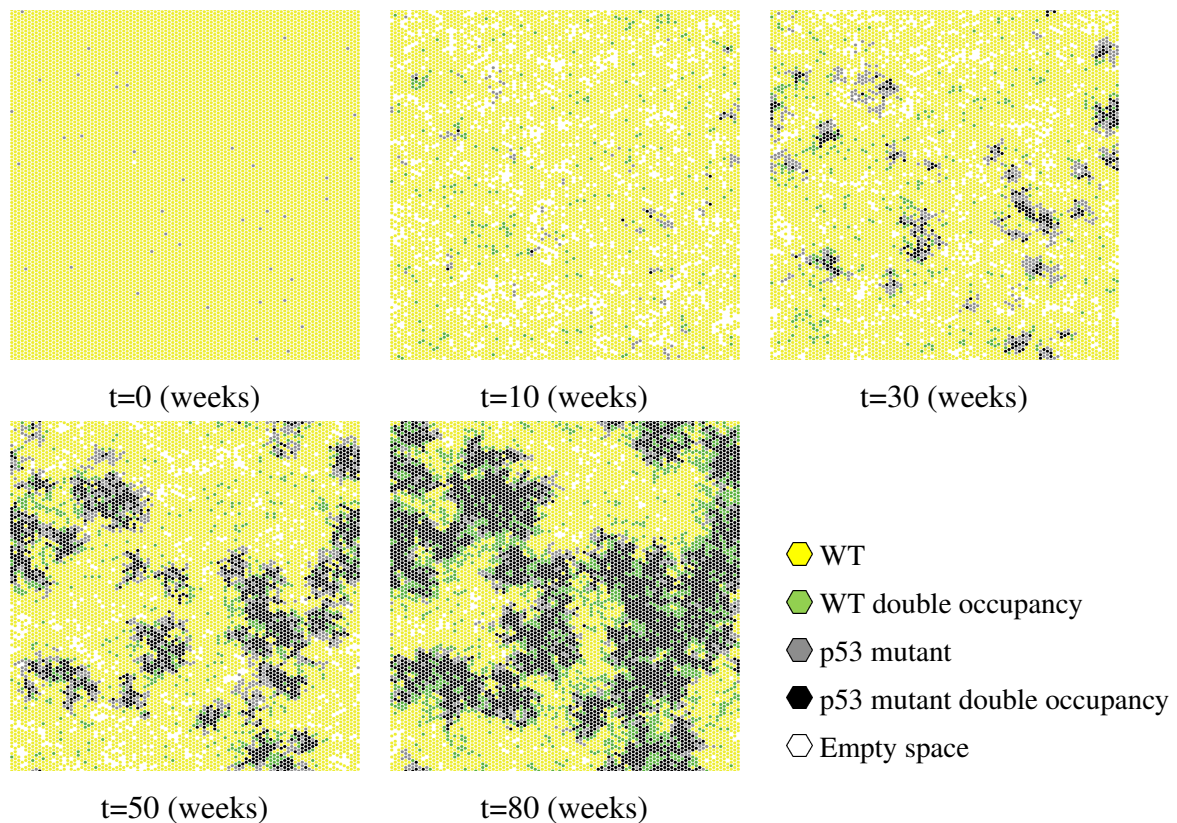 t=0 (weeks)
t=10 (weeks)
t=30 (weeks)
t=50 (weeks)
t=80 (weeks)
WT
WT double occupancy
p53 mutant
p53 mutant double occupancy
Empty space